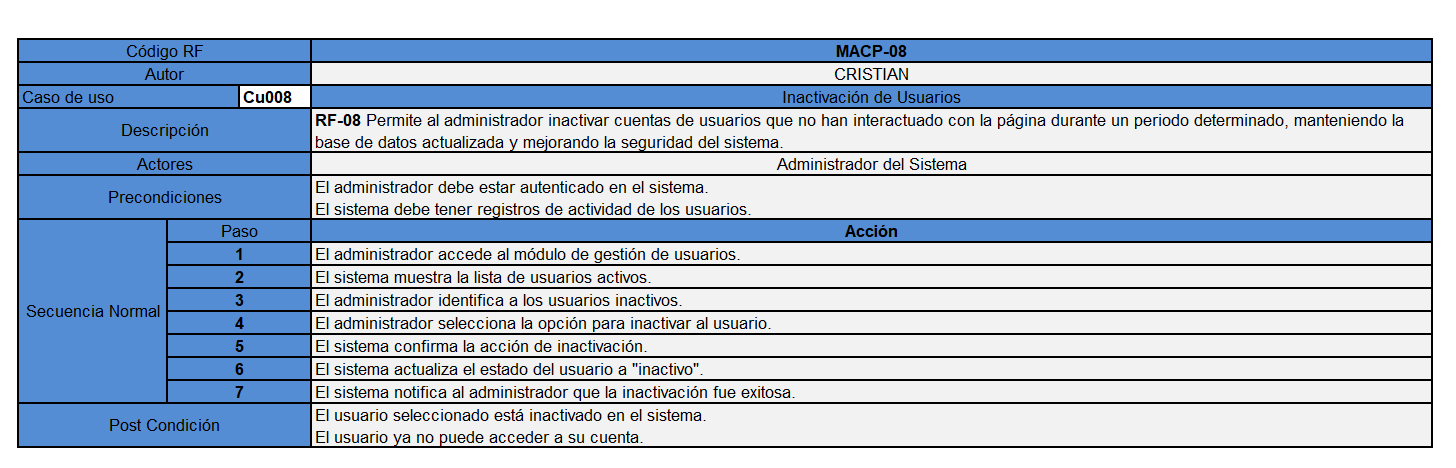 Código RF MACP-08
Autor CRISTIAN
Caso de uso Cu008 Inactivación de Usuarios
Descripción
RF-08 Permite al administrador inactivar cuentas de usuarios que no han interactuado con la página durante un periodo determinado, manteniendo la
base de datos actualizada y mejorando la seguridad del sistema.
Actores Administrador del Sistema
Precondiciones
El administrador debe estar autenticado en el sistema.
El sistema debe tener registros de actividad de los usuarios.
Secuencia Normal
Paso Acción
1 El administrador accede al módulo de gestión de usuarios.
2 El sistema muestra la lista de usuarios activos.
3 El administrador identifica a los usuarios inactivos.
4 El administrador selecciona la opción para inactivar al usuario.
5 El sistema confirma la acción de inactivación.
6 El sistema actualiza el estado del usuario a "inactivo".
7 El sistema notifica al administrador que la inactivación fue exitosa.
Post Condición
El usuario seleccionado está inactivado en el sistema.
El usuario ya no puede acceder a su cuenta.